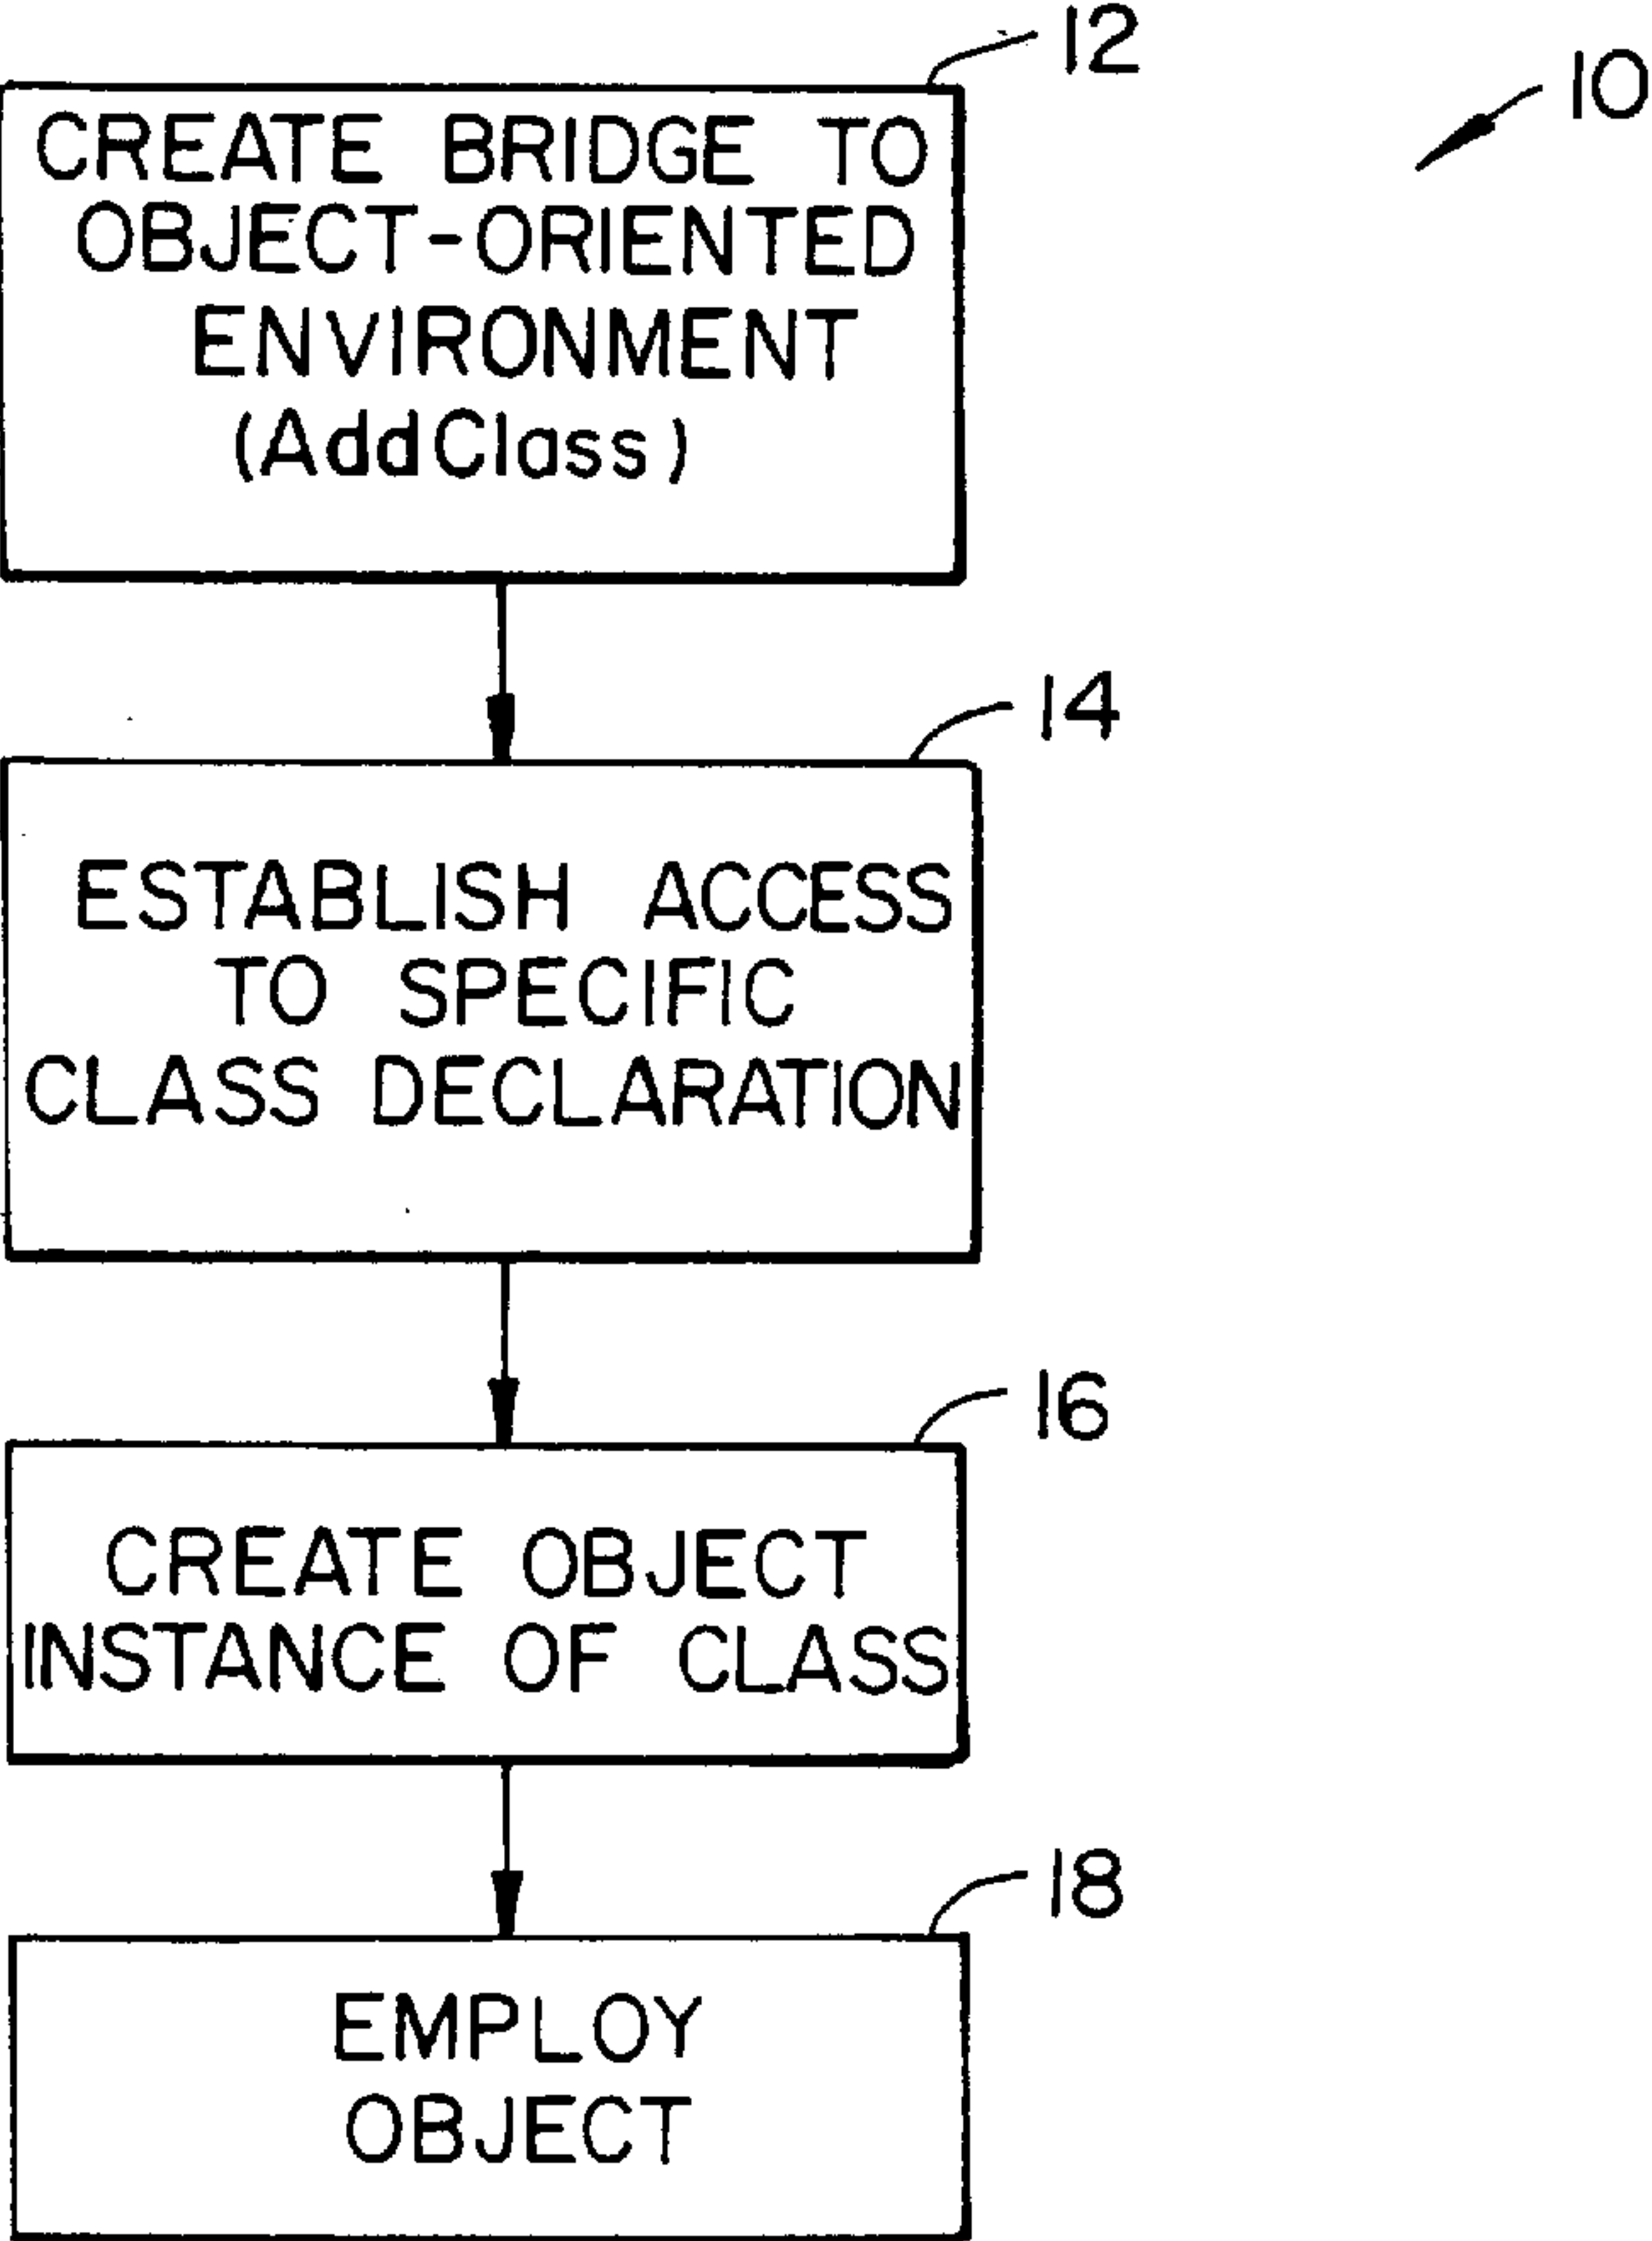 12
10
CREATE BRIDGE TO
OBJECT-ORIENTED
ENVIRONMENT
(AddClass)
14
ESTABLISH ACCESS
TO SPECIFIC
CLASS DECLARATION
16
CREATE OBJECT
INSTANCE OF CLASS
18
EMPLOY
OBJECT